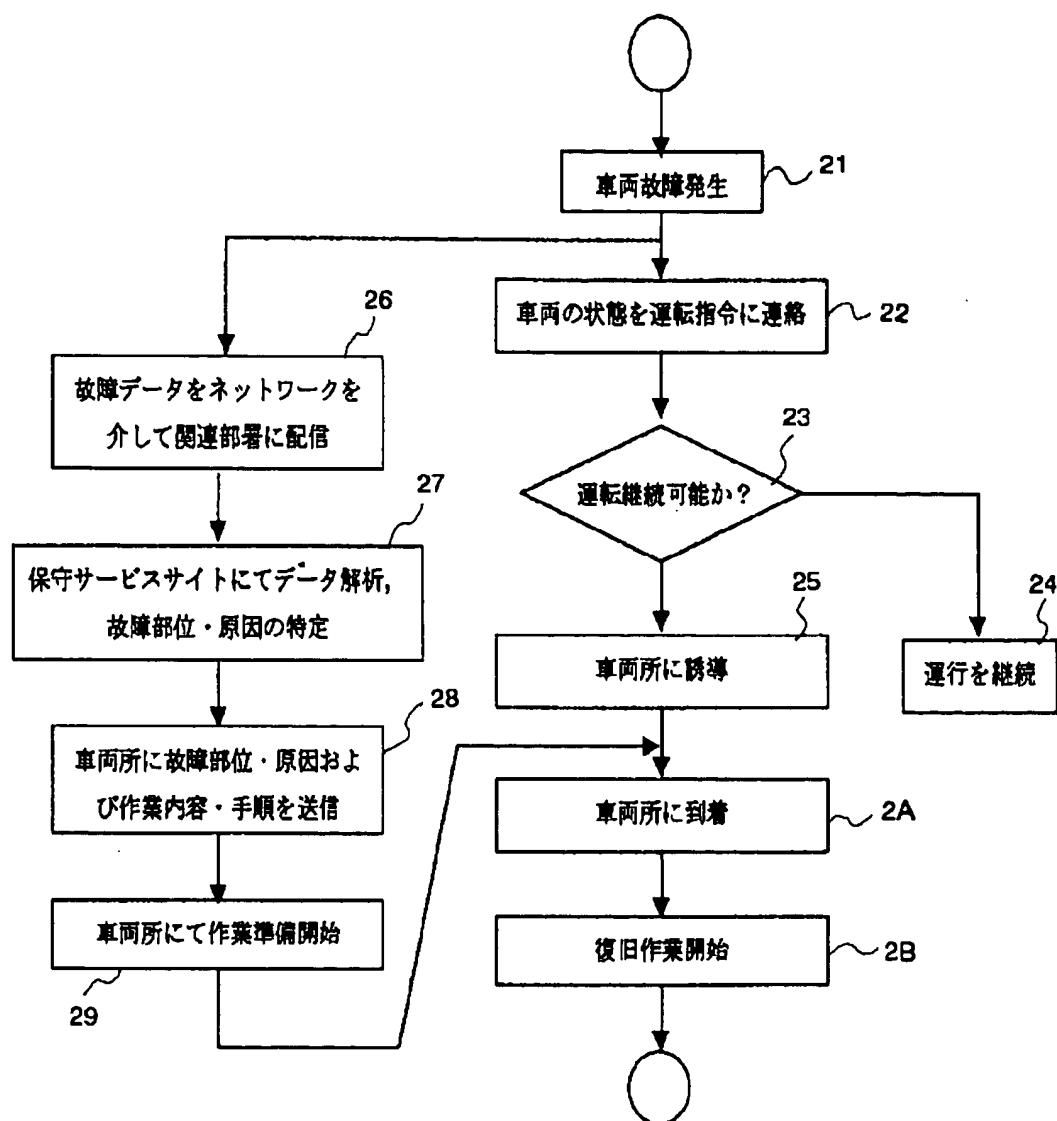 車両故障発生
21
車両の状態を運転指令に連絡
22
26
故障データをネットワークを
介して関連部署に配信
23
運転継続可能か?
27
保守サービスサイトにてデータ解析,
故障部位・原因の特定
25
車両所に誘導
24
運行を継続
28
車両所に故障部位・原因およ
び作業内容・手順を送信
車両所に到着
2A
車両所にて作業準備開始
29
復旧作業開始
2B